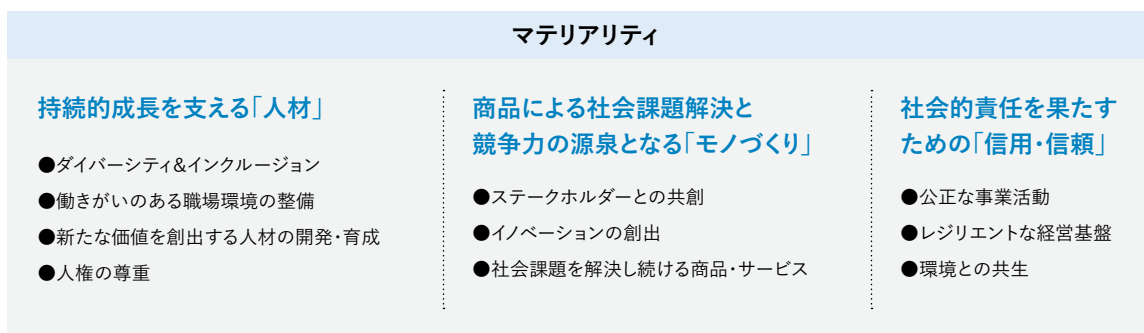 マテリアリティ
持続的成長を支える「人材」
●ダイバーシティ&インクルージョン
●働きがいのある職場環境の整備
●新たな価値を創出する人材の開発・育成
●人権の尊重
商品による社会課題解決と
競争力の源泉となる「モノづくり」
●ステークホルダーとの共創
●イノベーションの創出
●社会課題を解決し続ける商品・サービス
社会的責任を果たす
ための「信用・信頼」
●公正な事業活動
●レジリエントな経営基盤
●環境との共生